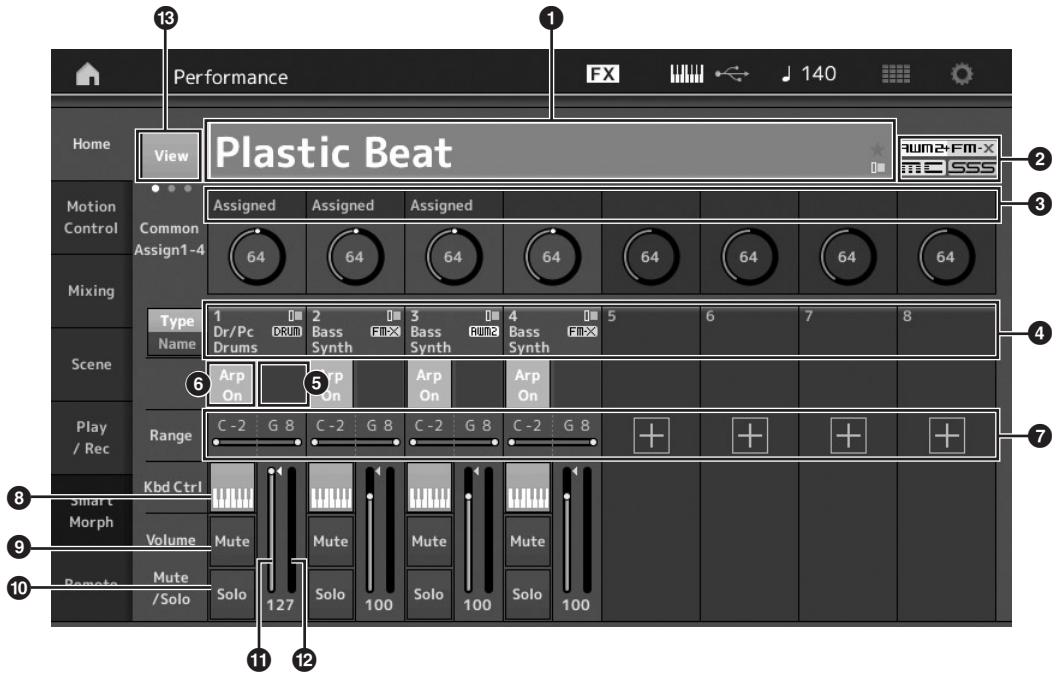 13 1
Performance FX 140
Home View Plastic Beat AWM2+FM-X
MC SSS 2
Assigned Assigned Assigned 3
Motion
Control
Common
Assign1-4
64 64 64 64 64 64 64 64
Mixing
Type
Name
1
Dr/Pc DRUM
Drums
2
Bass FM-X
Synth
3
Bass AWM2
Synth
4
Bass FM-X
Synth
5 6 7 8 4
Scene
6 Arp
On
5 Arp
On
Arp
On
Arp
On
Play
/ Rec
Range C -2 G 8 C -2 G 8 C -2 G 8 C -2 G 8 7
8 Kbd Ctrl
Smart
Morph
9 Volume Mute Mute Mute Mute
Remote
10 Mute
/Solo
Solo 127 Solo 100 Solo 100 Solo 100
11 12